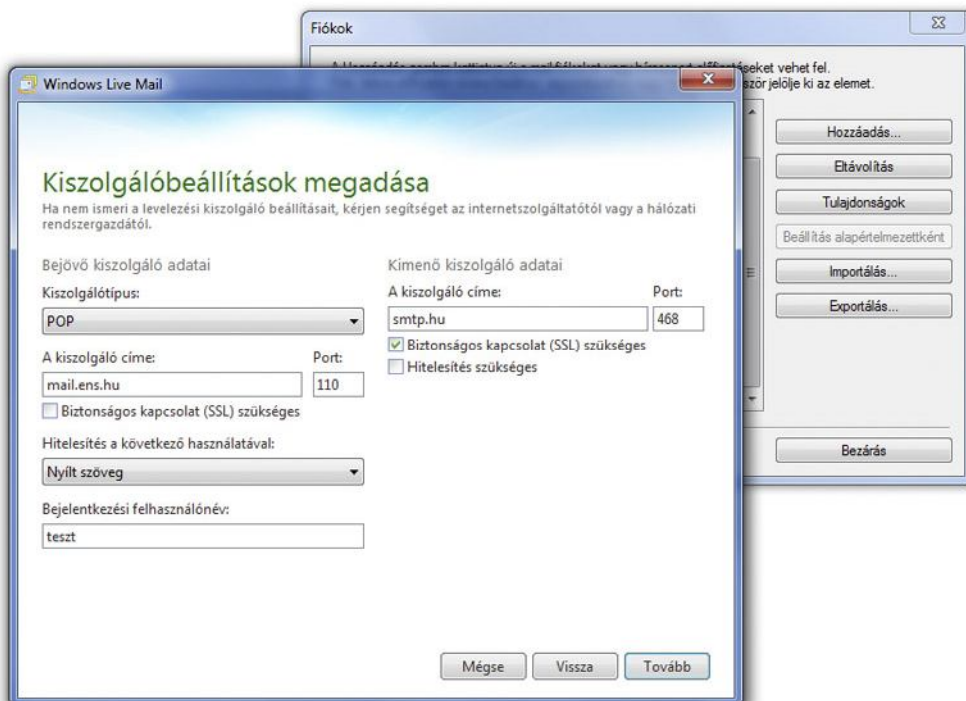 Fiókok
eseket vehet fel.
ször jelölje ki az elemet.
Hozzáadás...
Eltávolítás
Tulajdonságok
Beállítás alapértelmezettként
Importálás...
Exportálás...
Bezárás
Windows Live Mail
Kiszolgálóbeállítások megadása
Ha nem ismeri a levelezési kiszolgáló beállításait, kérjen segítséget az internetszolgáltatótól vagy a hálózati
rendszergazdától.
Bejövő kiszolgáló adatai
Kiszolgálótípus:
POP
A kiszolgáló címe: Port:
mail.ens.hu 110
Biztonságos kapcsolat (SSL) szükséges
Hitelesítés a következő használatával:
Nyílt szöveg
Bejelentkezési felhasználónév:
teszt
Kimenő kiszolgáló adatai
A kiszolgáló címe: Port:
smtp.hu 468
Biztonságos kapcsolat (SSL) szükséges
Hitelesítés szükséges
Mégse Vissza Tovább